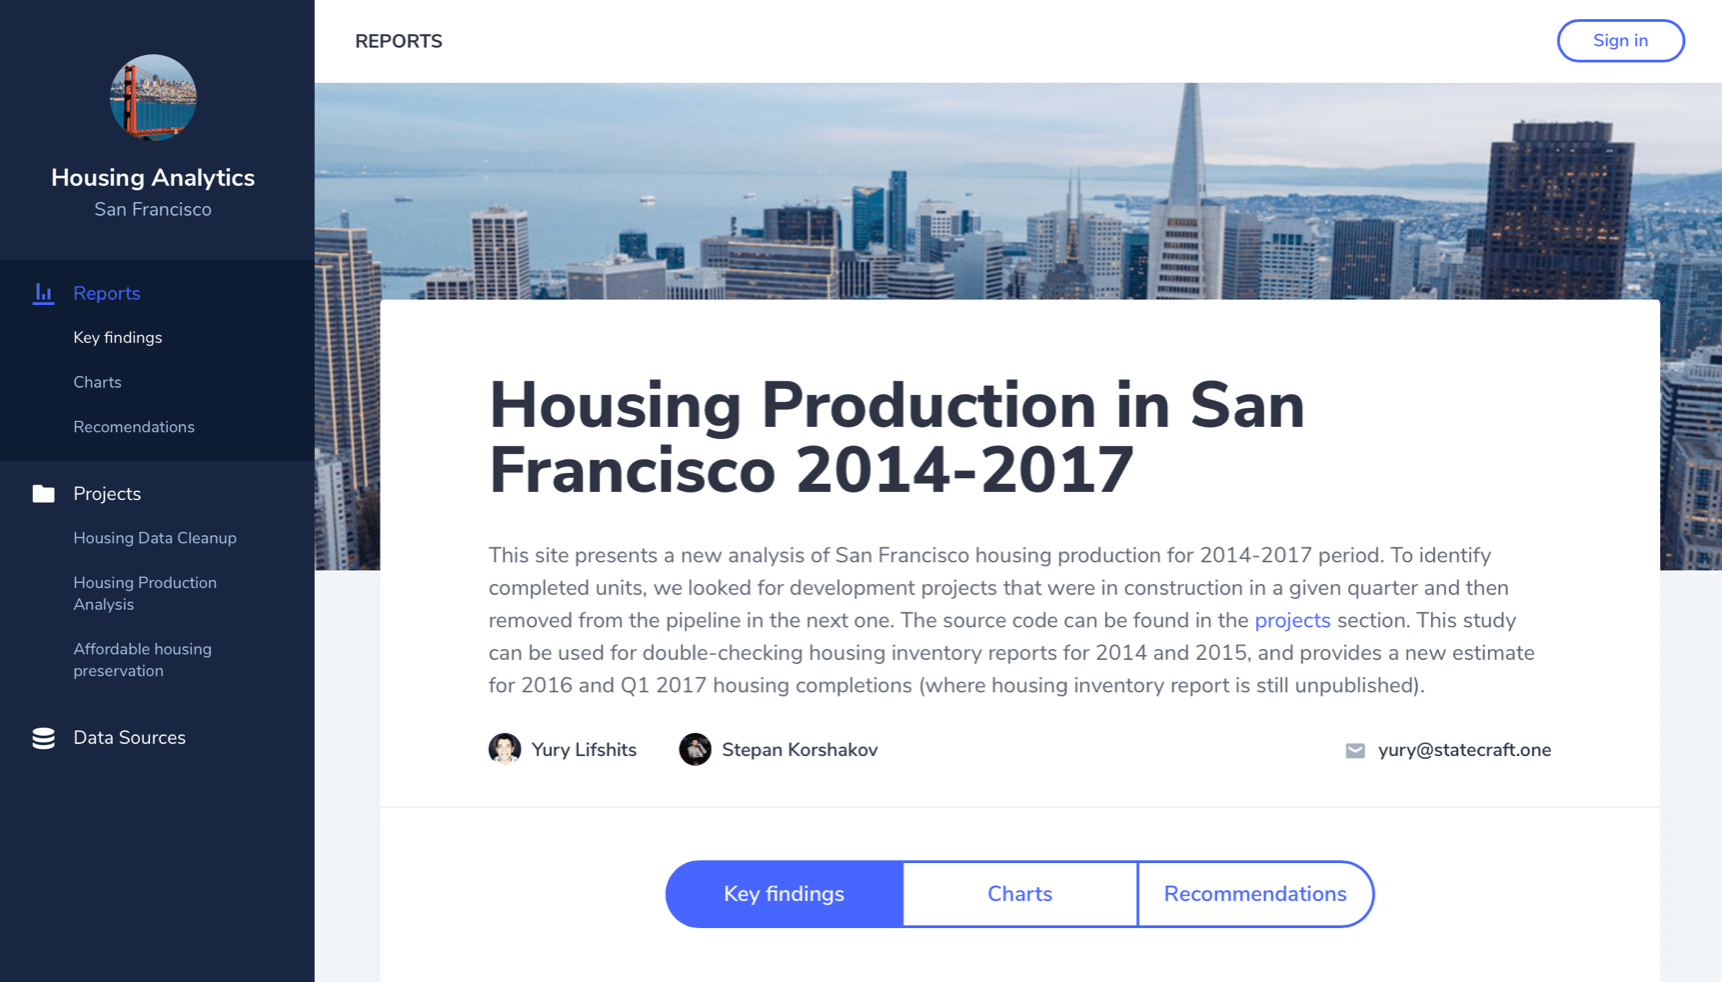 Housing Analytics
San Francisco
Reports
Key findings
Charts
Recomendations
Projects
Housing Data Cleanup
Housing Production
Analysis
Affordable housing
preservation
Data Sources
REPORTS
Sign in
Housing Production in San
Francisco 2014-2017
This site presents a new analysis of San Francisco housing production for 2014-2017 period. To identify
completed units, we looked for development projects that were in construction in a given quarter and then
removed from the pipeline in the next one. The source code can be found in the projects section. This study
can be used for double-checking housing inventory reports for 2014 and 2015, and provides a new estimate
for 2016 and Q1 2017 housing completions (where housing inventory report is still unpublished).
Yury Lifshits
Stepan Korshakov
yury@statecraft.one
Key findings
Charts
Recommendations